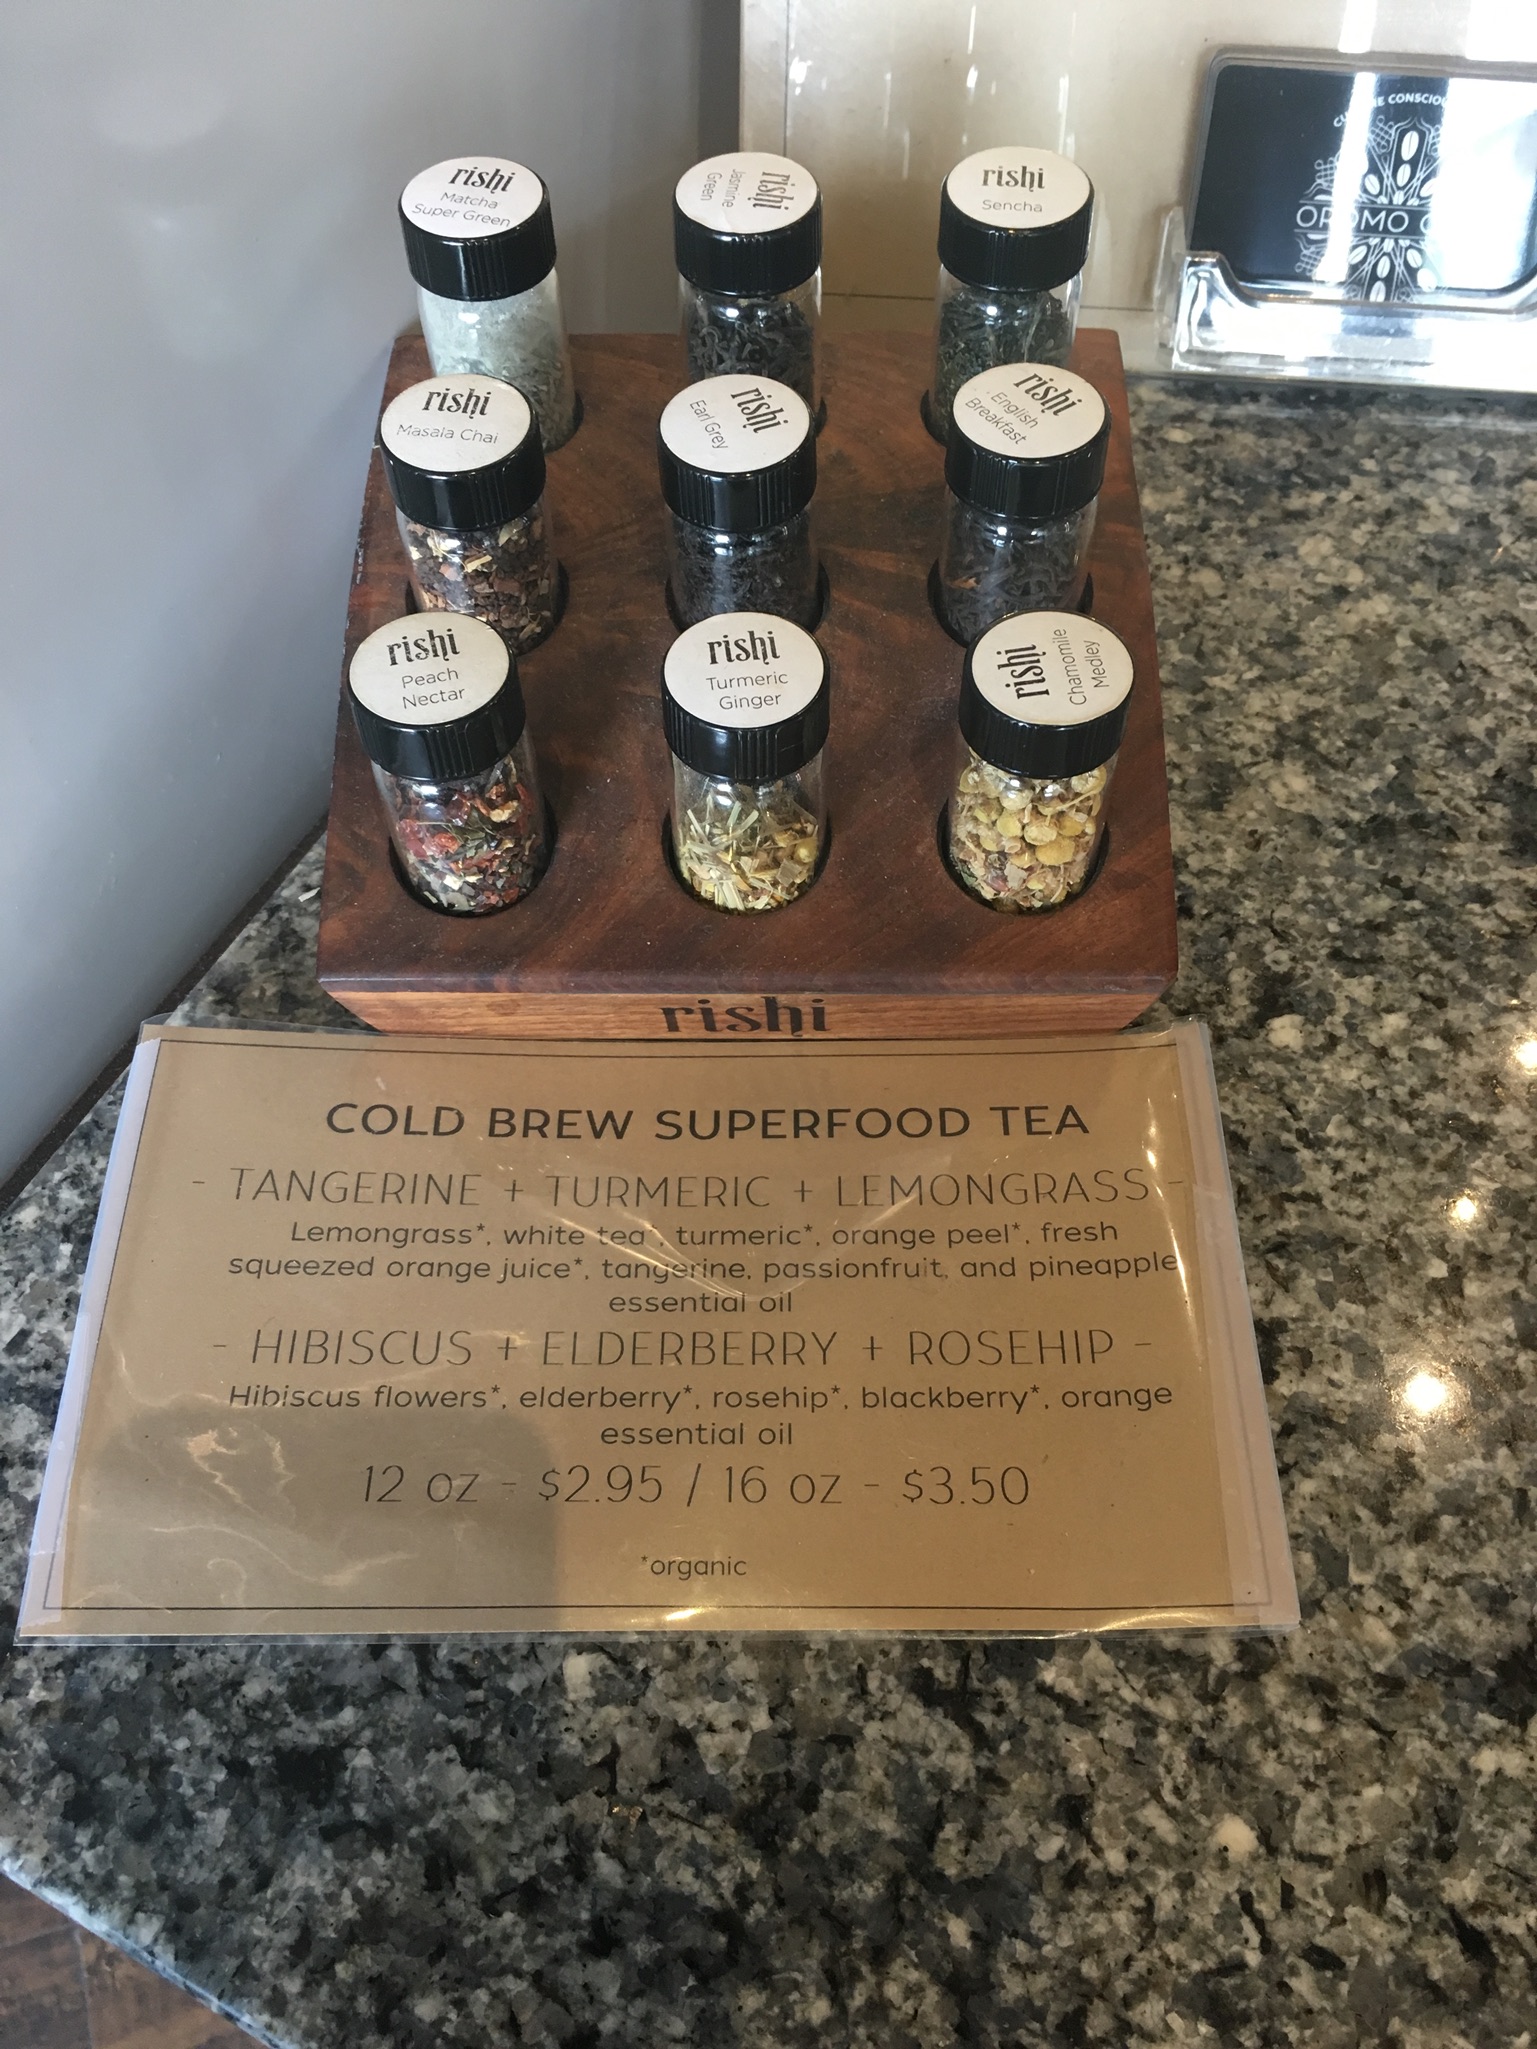 rishi
Matcha
Super Green
rishi
Jasmine
Green
rishi
Sencha
rishi
Masala Chai
rishi
Earl Grey
rishi
English
Breakfast
rishi
Peach
Nectar
rishi
Turmeric
Ginger
rishi
Chamomile
Medley
rishi
COLD BREW SUPERFOOD TEA
- TANGERINE + TURMERIC + LEMONGRASS -
Lemongrass*, white tea*, turmeric*, orange peel*, fresh
squeezed orange juice*, tangerine, passionfruit, and pineapple
essential oil
- HIBISCUS + ELDERBERRY + ROSEHIP -
Hibiscus flowers*, elderberry*, rosehip*, blackberry*, orange
essential oil
12 oz - $2.95 / 16 oz - $3.50
*organic